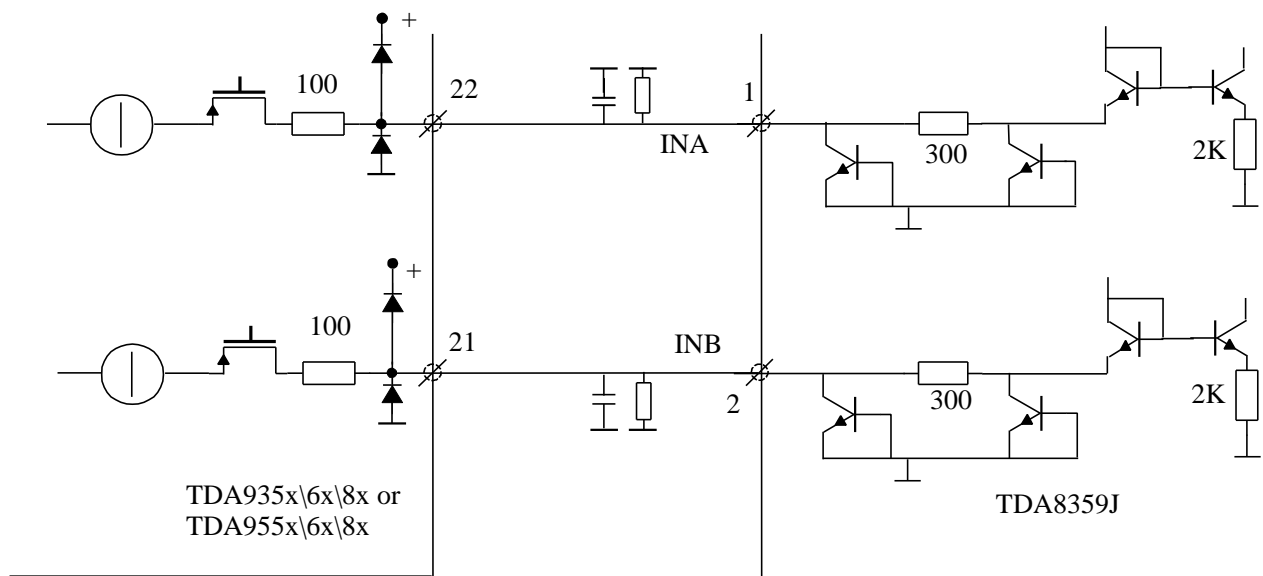 +
100
22
1
INA
300
2K
+
100
21
INB
2
300
2K
TDA935x\6x\8x or
TDA955x\6x\8x
TDA8359J